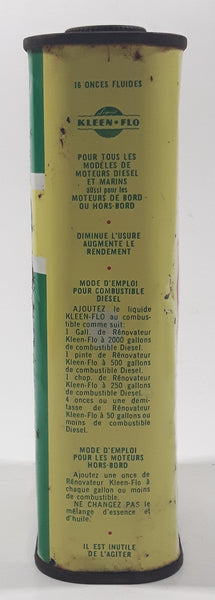 16 ONCES FLUIDES
Liquid
KLEEN-FLO
POUR TOUS LES
MODÈLES DE
MOTEURS DIESEL
ET MARINS
aûssi pour les
MOTEURS DE BORD
OU HORS-BORD
DIMINUE L'USURE
AUGMENTE LE
RENDEMENT
MODE D'EMPLOI
POUR COMBUSTIBLE
DIESEL
AJOUTEZ le liquide
KLEEN-FLO au combus-
tible comme suit:
1 Gall. de Rénovateur
Kleen-Flo à 2000 gallons
de combustible Diesel.
1 pinte de Rénovateur
Kleen-Flo à 500 gallons
de combustible Diesel.
1 chop. de Rénovateur
Kleen-Flo à 250 gallons
de combustible Diesel.
4 onces ou une demi-
tasse de Rénovateur
Kleen-Flo à 50 gallons ou
moins de combustible
Diesel.
MODE D'EMPLOI
POUR LES MOTEURS
HORS-BORD
Ajoutez une once de
Rénovateur Kleen-Flo à
chaque gallon ou moins
de combustible.
NE CHANGEZ PAS le
mélange d'essence et
d'huile.
IL EST INUTILE
DE L'AGITER